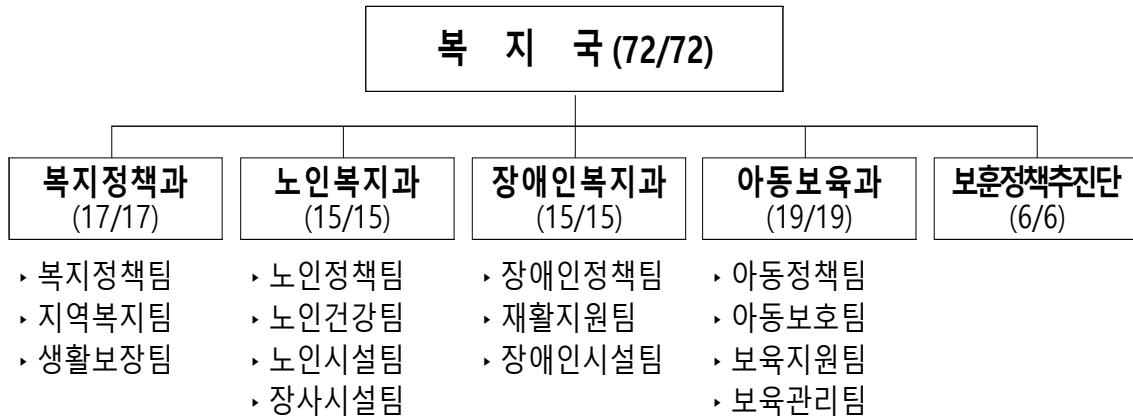 복 지 국 (72/72)
복지정책과
(17/17)
▸ 복지정책팀
▸ 지역복지팀
▸ 생활보장팀
노인복지과
(15/15)
▸ 노인정책팀
▸ 노인건강팀
▸ 노인시설팀
▸ 장사시설팀
장애인복지과
(15/15)
▸ 장애인정책팀
▸ 재활지원팀
▸ 장애인시설팀
아동보육과
(19/19)
▸ 아동정책팀
▸ 아동보호팀
▸ 보육지원팀
▸ 보육관리팀
보훈정책추진단
(6/6)